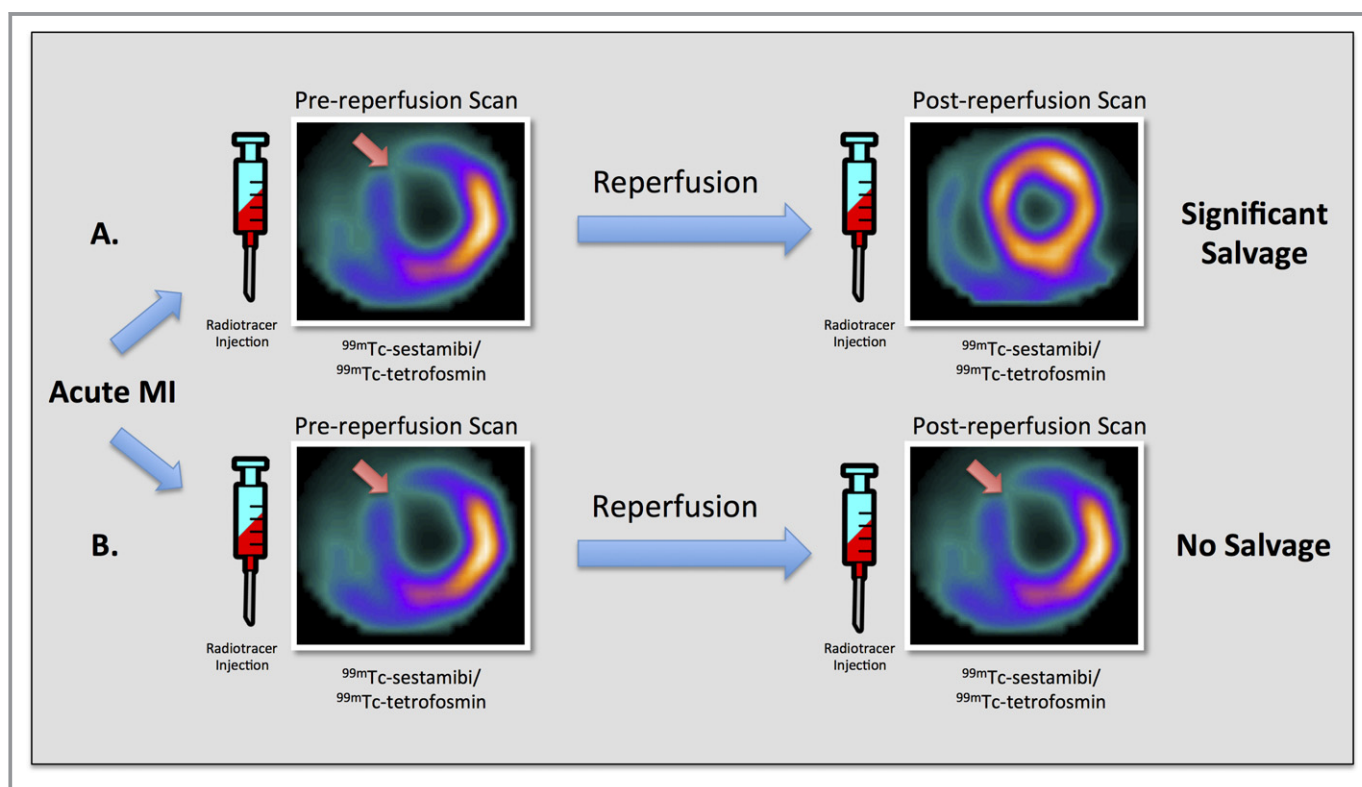 Pre-reperfusion Scan
Post-reperfusion Scan
A.
Reperfusion
Significant
Salvage
Radiotracer
Injection
⁹⁹ᵐTc-sestamibi/
⁹⁹ᵐTc-tetrofosmin
Radiotracer
Injection
⁹⁹ᵐTc-sestamibi/
⁹⁹ᵐTc-tetrofosmin
Acute MI
Pre-reperfusion Scan
Post-reperfusion Scan
B.
Reperfusion
No Salvage
Radiotracer
Injection
⁹⁹ᵐTc-sestamibi/
⁹⁹ᵐTc-tetrofosmin
Radiotracer
Injection
⁹⁹ᵐTc-sestamibi/
⁹⁹ᵐTc-tetrofosmin